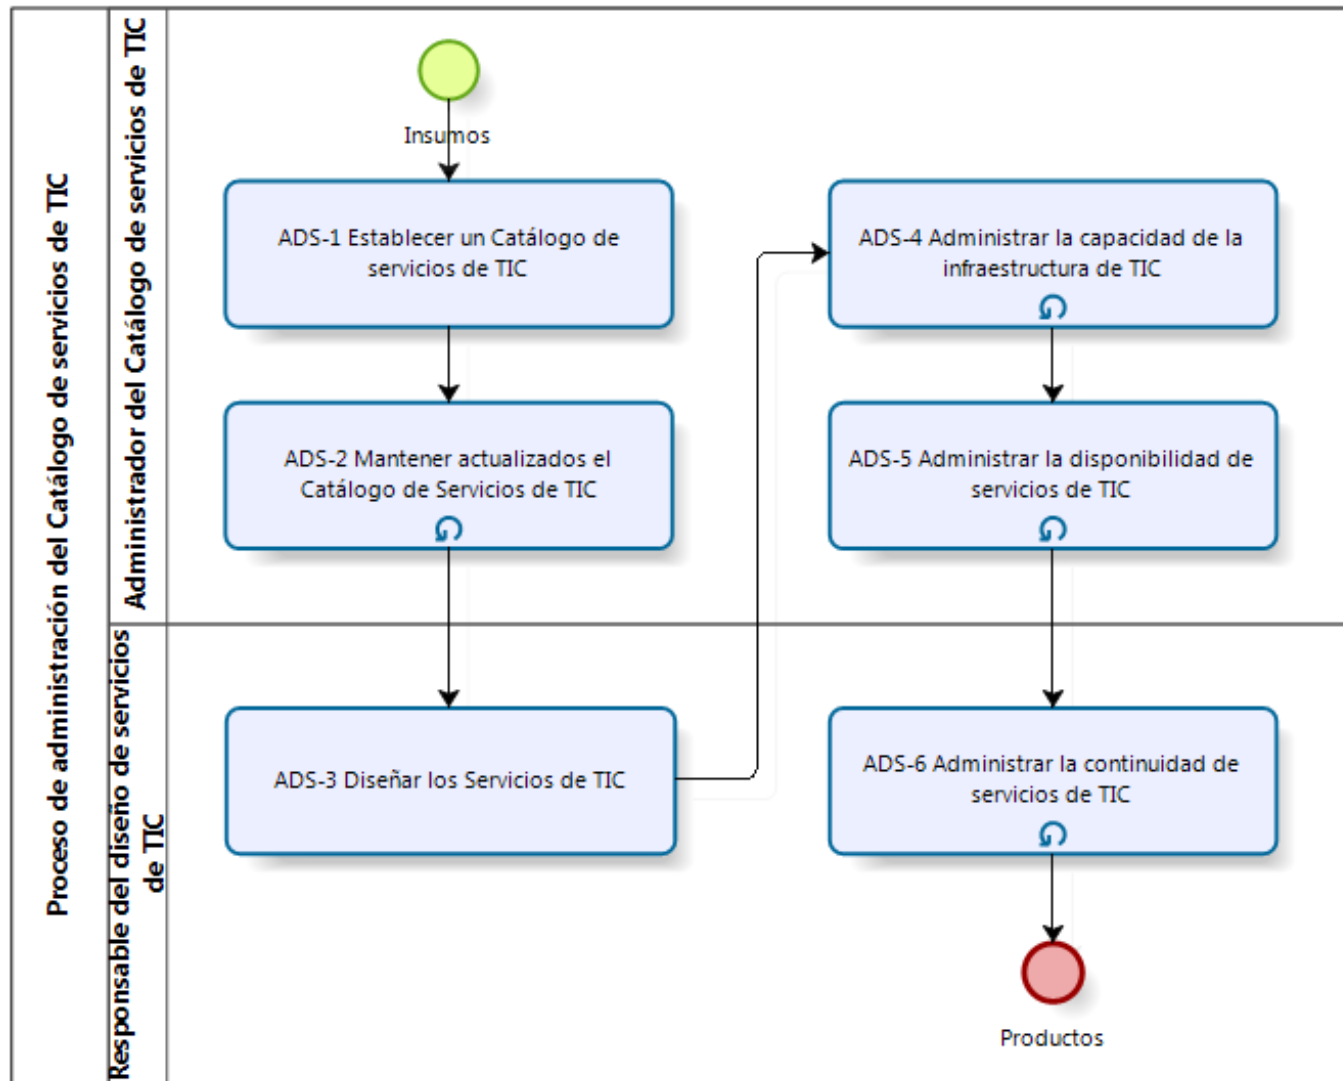 Proceso de administración del Catálogo de servicios de TIC
Administrador del Catálogo de servicios de TIC
Insumos
ADS-1 Establecer un Catálogo de
servicios de TIC
ADS-2 Mantener actualizados el
Catálogo de Servicios de TIC
ADS-4 Administrar la capacidad de la
infraestructura de TIC
ADS-5 Administrar la disponibilidad de
servicios de TIC
Responsable del diseño de servicios
de TIC
ADS-3 Diseñar los Servicios de TIC
ADS-6 Administrar la continuidad de
servicios de TIC
Productos